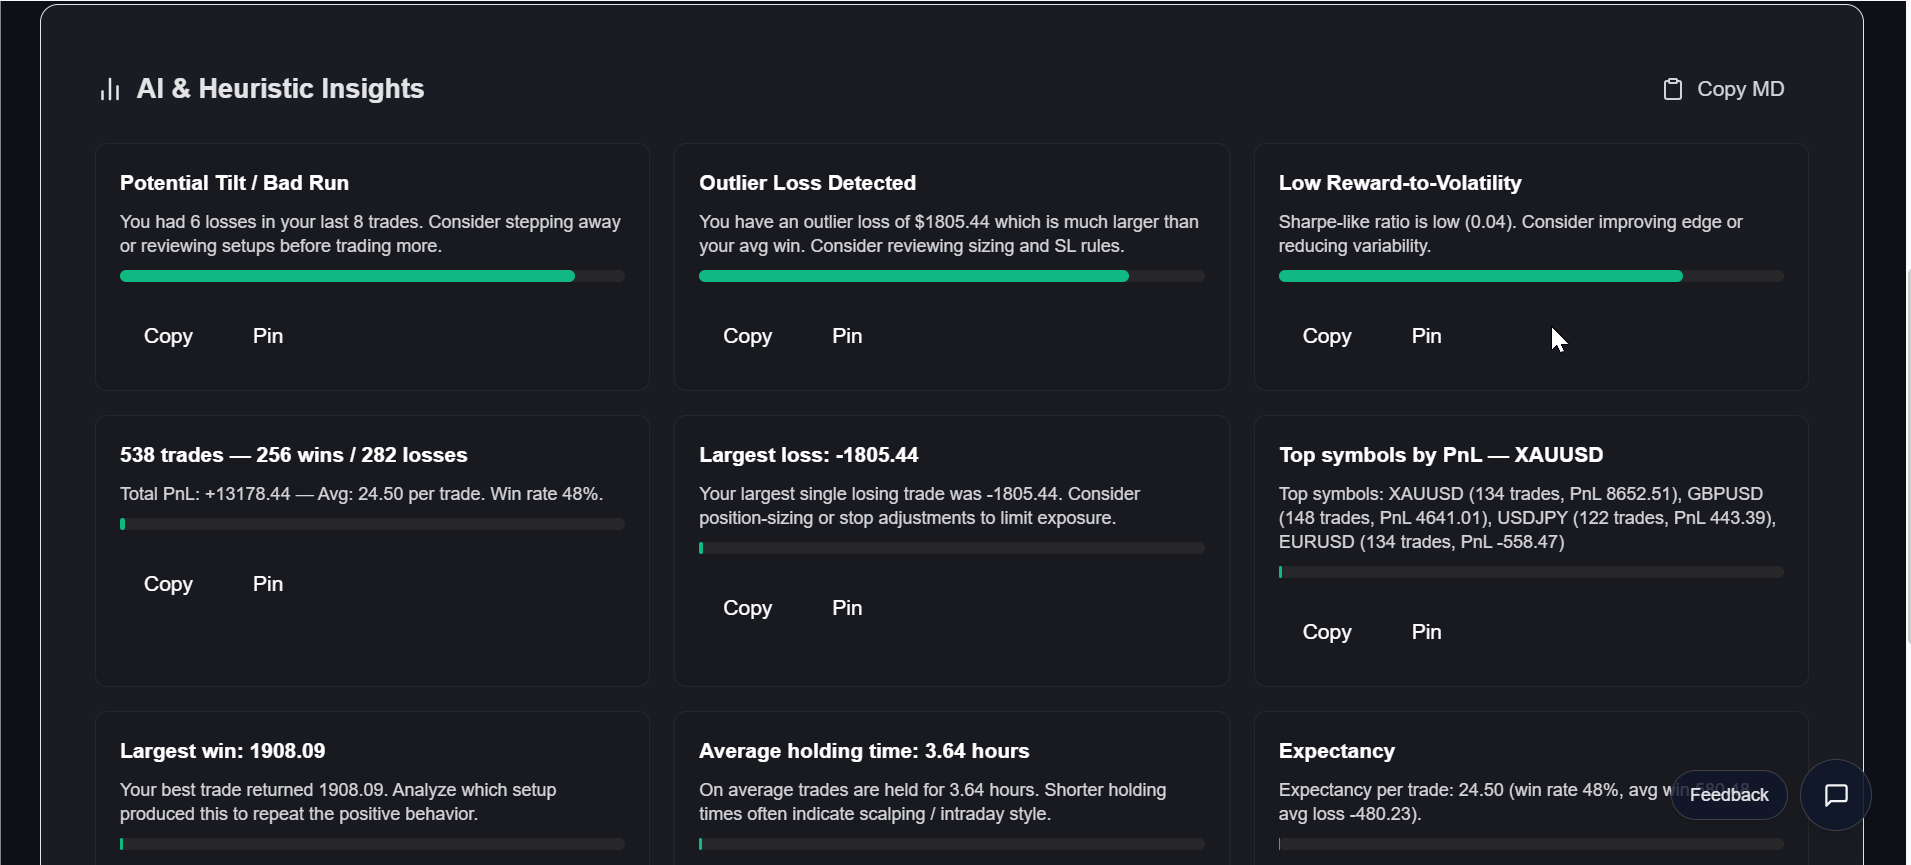 AI & Heuristic Insights
Copy MD
Potential Tilt / Bad Run
You had 6 losses in your last 8 trades. Consider stepping away
or reviewing setups before trading more.
Copy
Pin
Outlier Loss Detected
You have an outlier loss of $1805.44 which is much larger than
your avg win. Consider reviewing sizing and SL rules.
Copy
Pin
Low Reward-to-Volatility
Sharpe-like ratio is low (0.04). Consider improving edge or
reducing variability.
Copy
Pin
538 trades — 256 wins / 282 losses
Total PnL: +13178.44 — Avg: 24.50 per trade. Win rate 48%.
Copy
Pin
Largest loss: -1805.44
Your largest single losing trade was -1805.44. Consider
position-sizing or stop adjustments to limit exposure.
Copy
Pin
Top symbols by PnL — XAUUSD
Top symbols: XAUUSD (134 trades, PnL 8652.51), GBPUSD
(148 trades, PnL 4641.01), USDJPY (122 trades, PnL 443.39),
EURUSD (134 trades, PnL -558.47)
Copy
Pin
Largest win: 1908.09
Your best trade returned 1908.09. Analyze which setup
produced this to repeat the positive behavior.
Average holding time: 3.64 hours
On average trades are held for 3.64 hours. Shorter holding
times often indicate scalping / intraday style.
Expectancy
Expectancy per trade: 24.50 (win rate 48%, avg win
avg loss -480.23).
Feedback